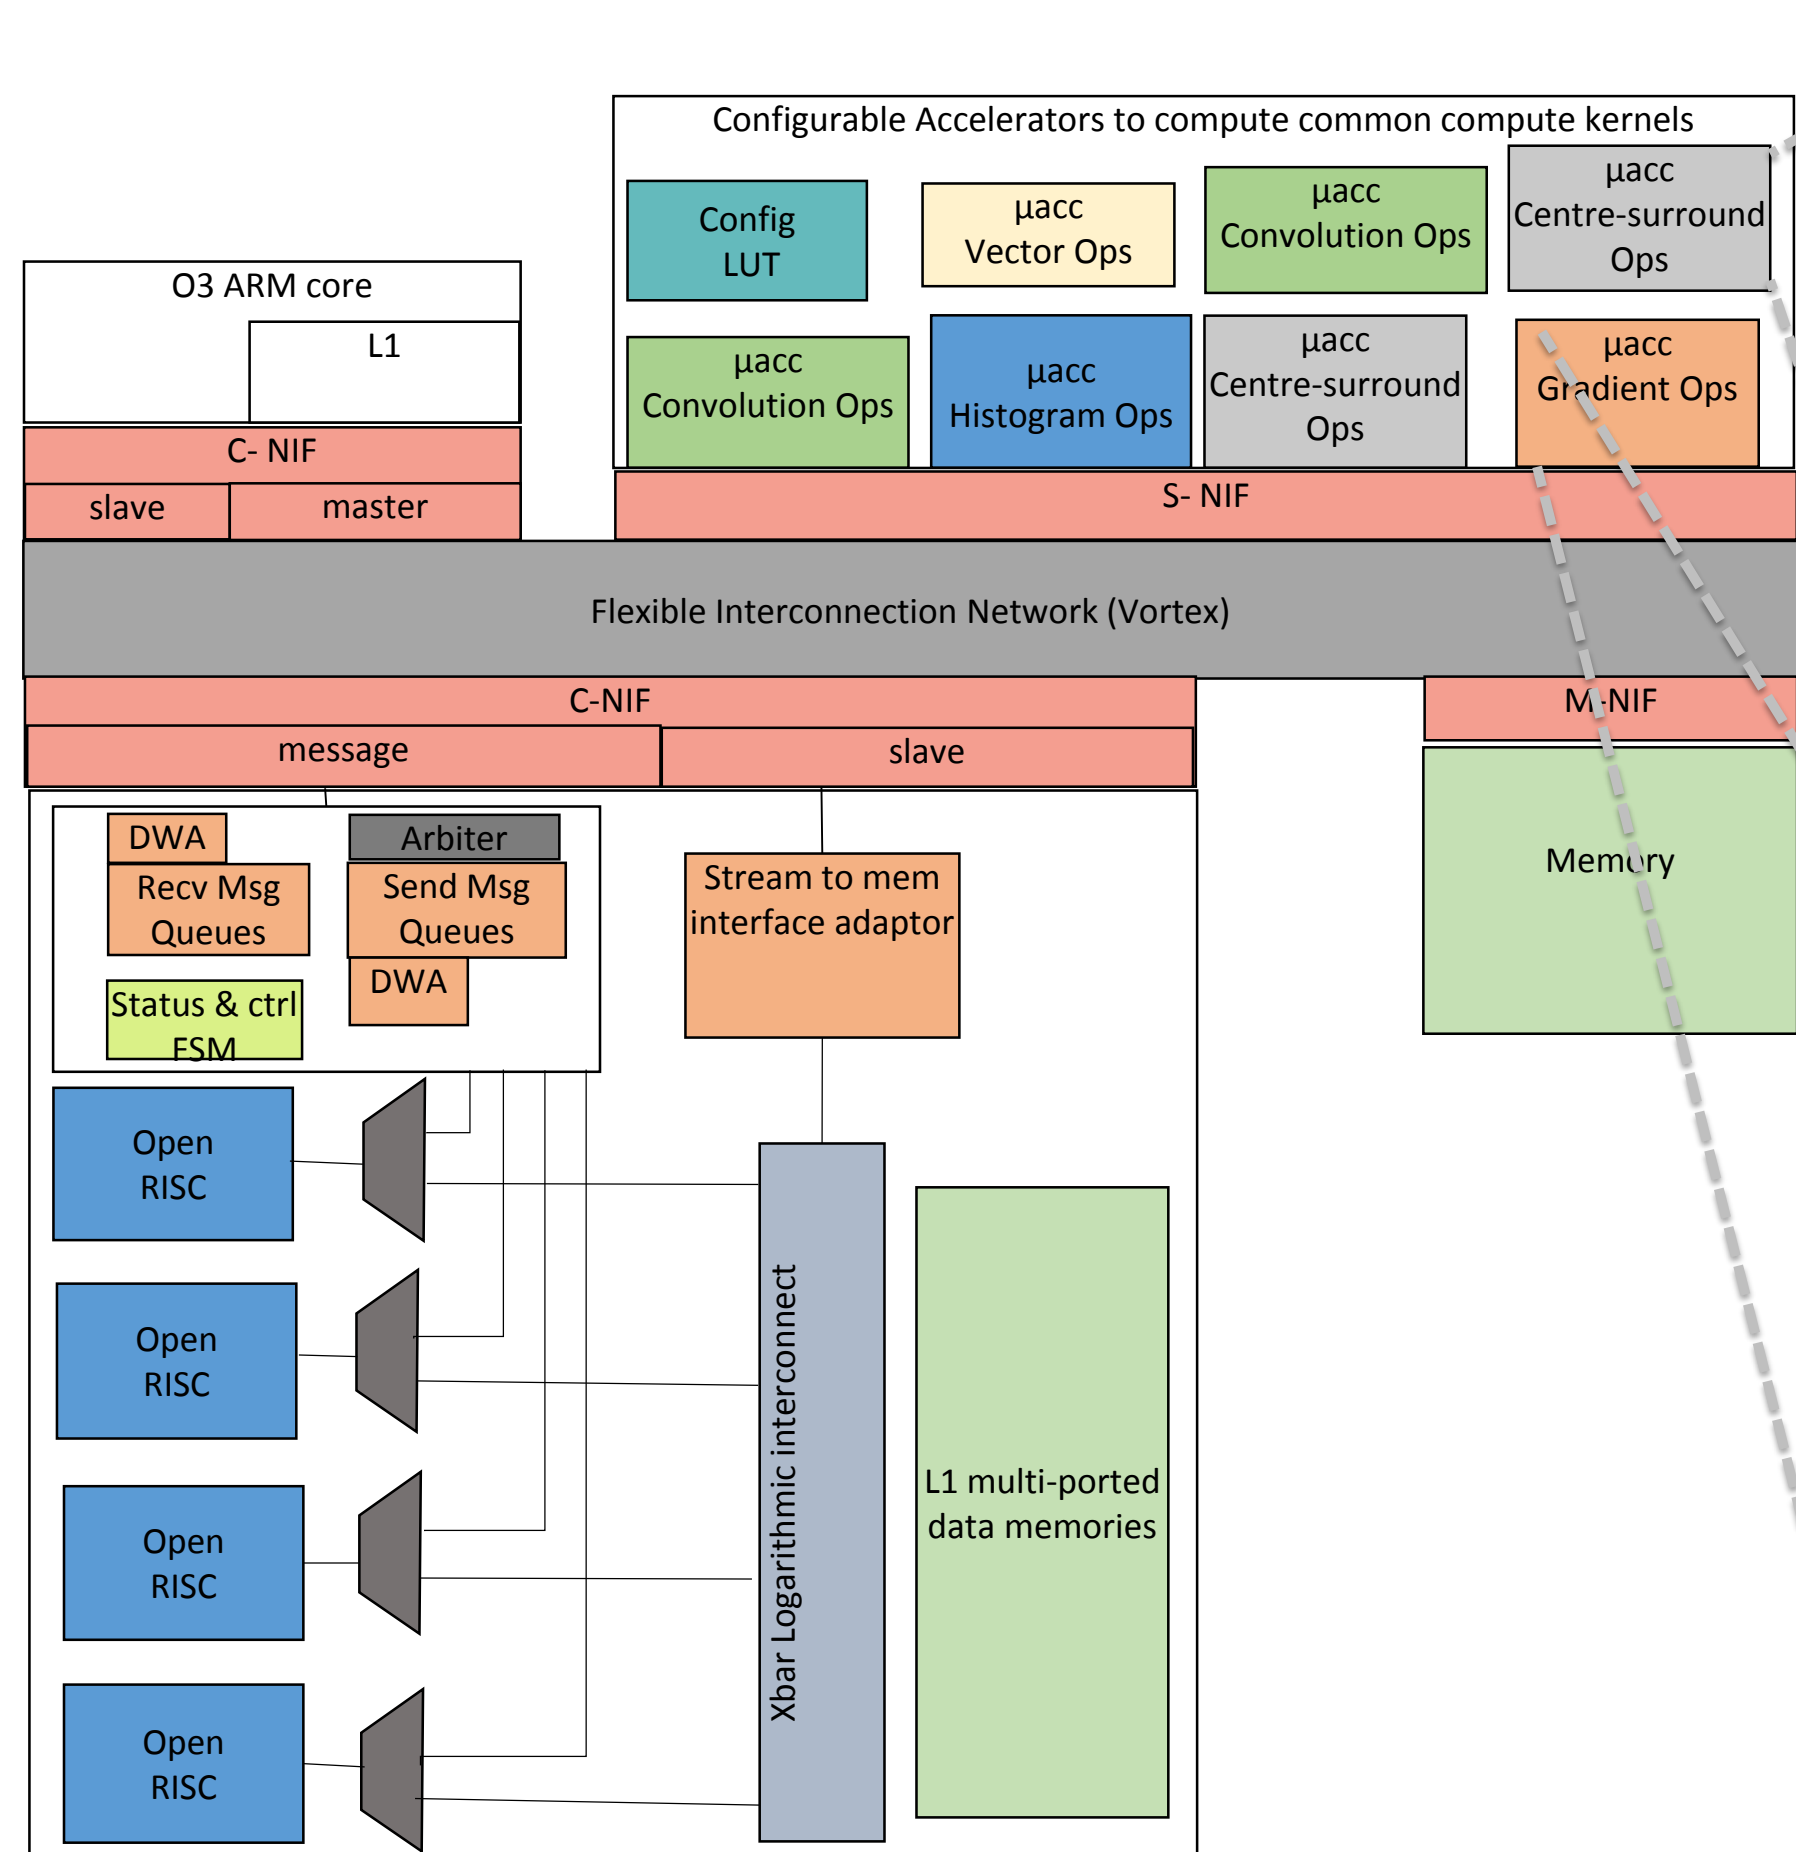 Configurable Accelerators to compute common compute kernels
Config
LUT
µacc
Vector Ops
µacc
Convolution Ops
µacc
Centre-surround
Ops
O3 ARM core
L1
µacc
Convolution Ops
µacc
Histogram Ops
µacc
Centre-surround
Ops
µacc
Gradient Ops
C- NIF
slave
master
S- NIF
Flexible Interconnection Network (Vortex)
C-NIF
message
slave
M-NIF
Memory
DWA
Recv Msg
Queues
Arbiter
Send Msg
Queues
DWA
Status & ctrl
FSM
Stream to mem
interface adaptor
Open
RISC
Open
RISC
Open
RISC
Open
RISC
Xbar Logarithmic interconnect
L1 multi-ported
data memories